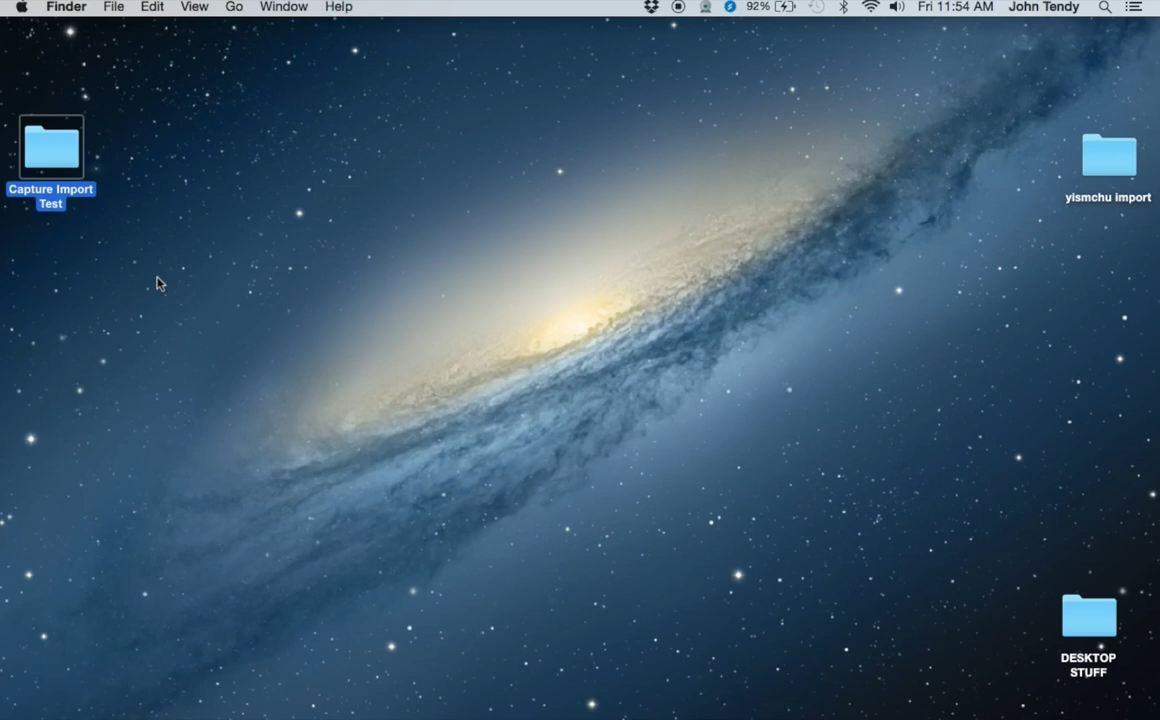 Finder File Edit View Go Window Help 92% Fri 11:54 AM John Tendy
Capture Import
Test
yismchu import
DESKTOP
STUFF